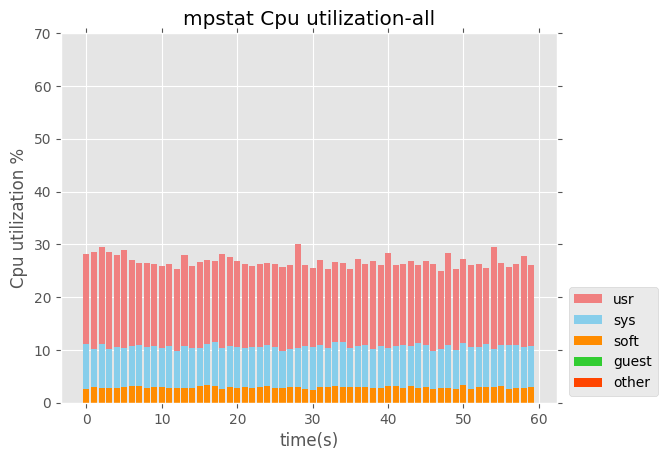 mpstat Cpu utilization-all
70
60
50
40
30
20
10
0
Cpu utilization %
0 10 20 30 40 50 60
time(s)
usr
sys
soft
guest
other